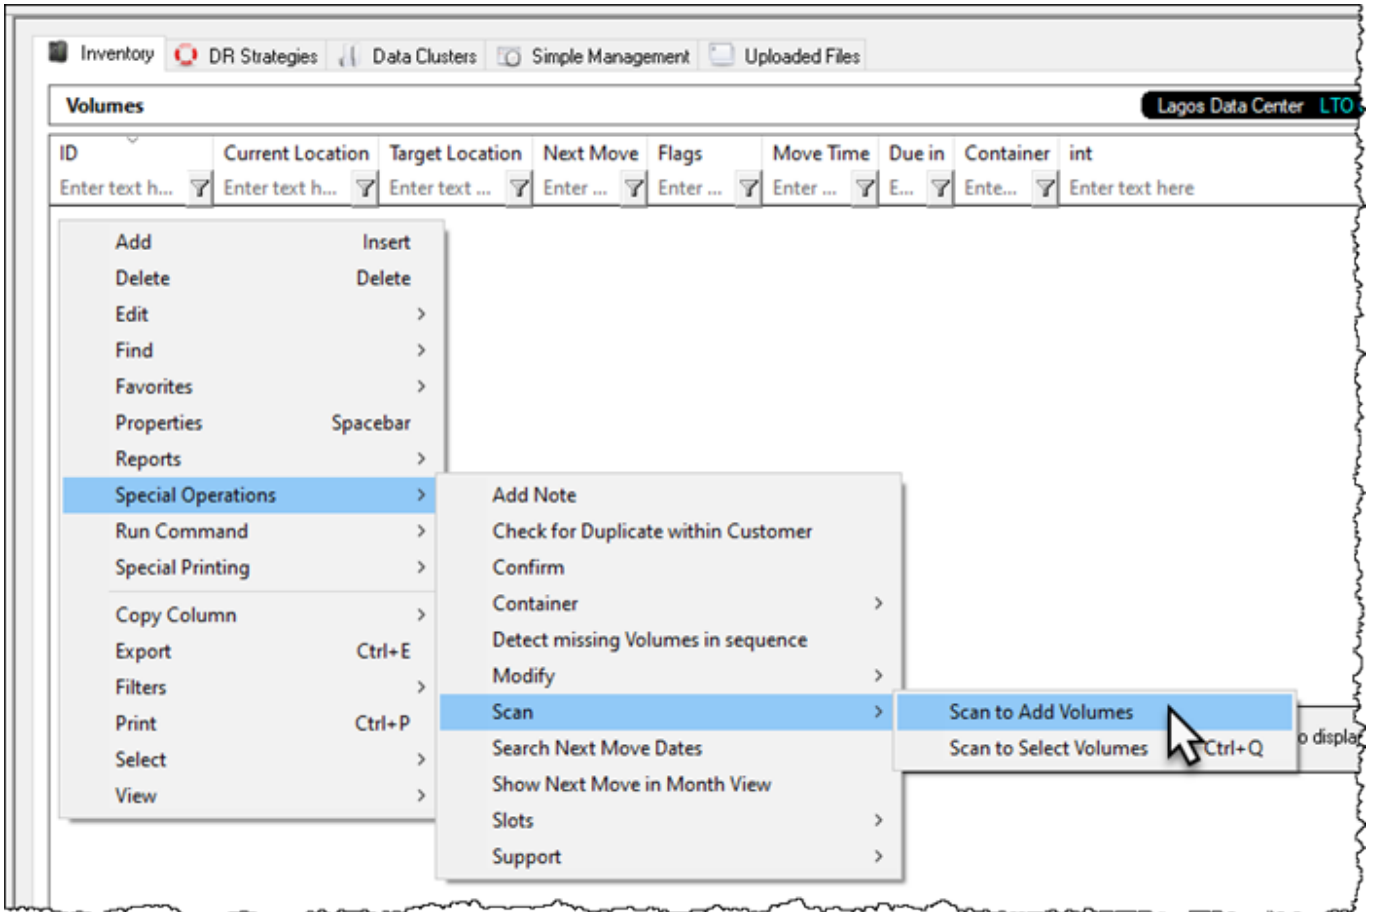 Inventory DR Strategies Data Clusters Simple Management Uploaded Files
Volumes Lagos Data Center LTO
ID Current Location Target Location Next Move Flags Move Time Due in Container int
Enter text h... Enter text h... Enter text ... Enter ... Enter ... Enter ... E... Ente... Enter text here
Add Insert
Delete Delete
Edit
Find
Favorites
Properties Spacebar
Reports
Special Operations
Run Command
Special Printing
Copy Column
Export Ctrl+E
Filters
Print Ctrl+P
Select
View
Add Note
Check for Duplicate within Customer
Confirm
Container
Detect missing Volumes in sequence
Modify
Scan
Search Next Move Dates
Show Next Move in Month View
Slots
Support
Scan to Add Volumes
Scan to Select Volumes Ctrl+Q
o displa